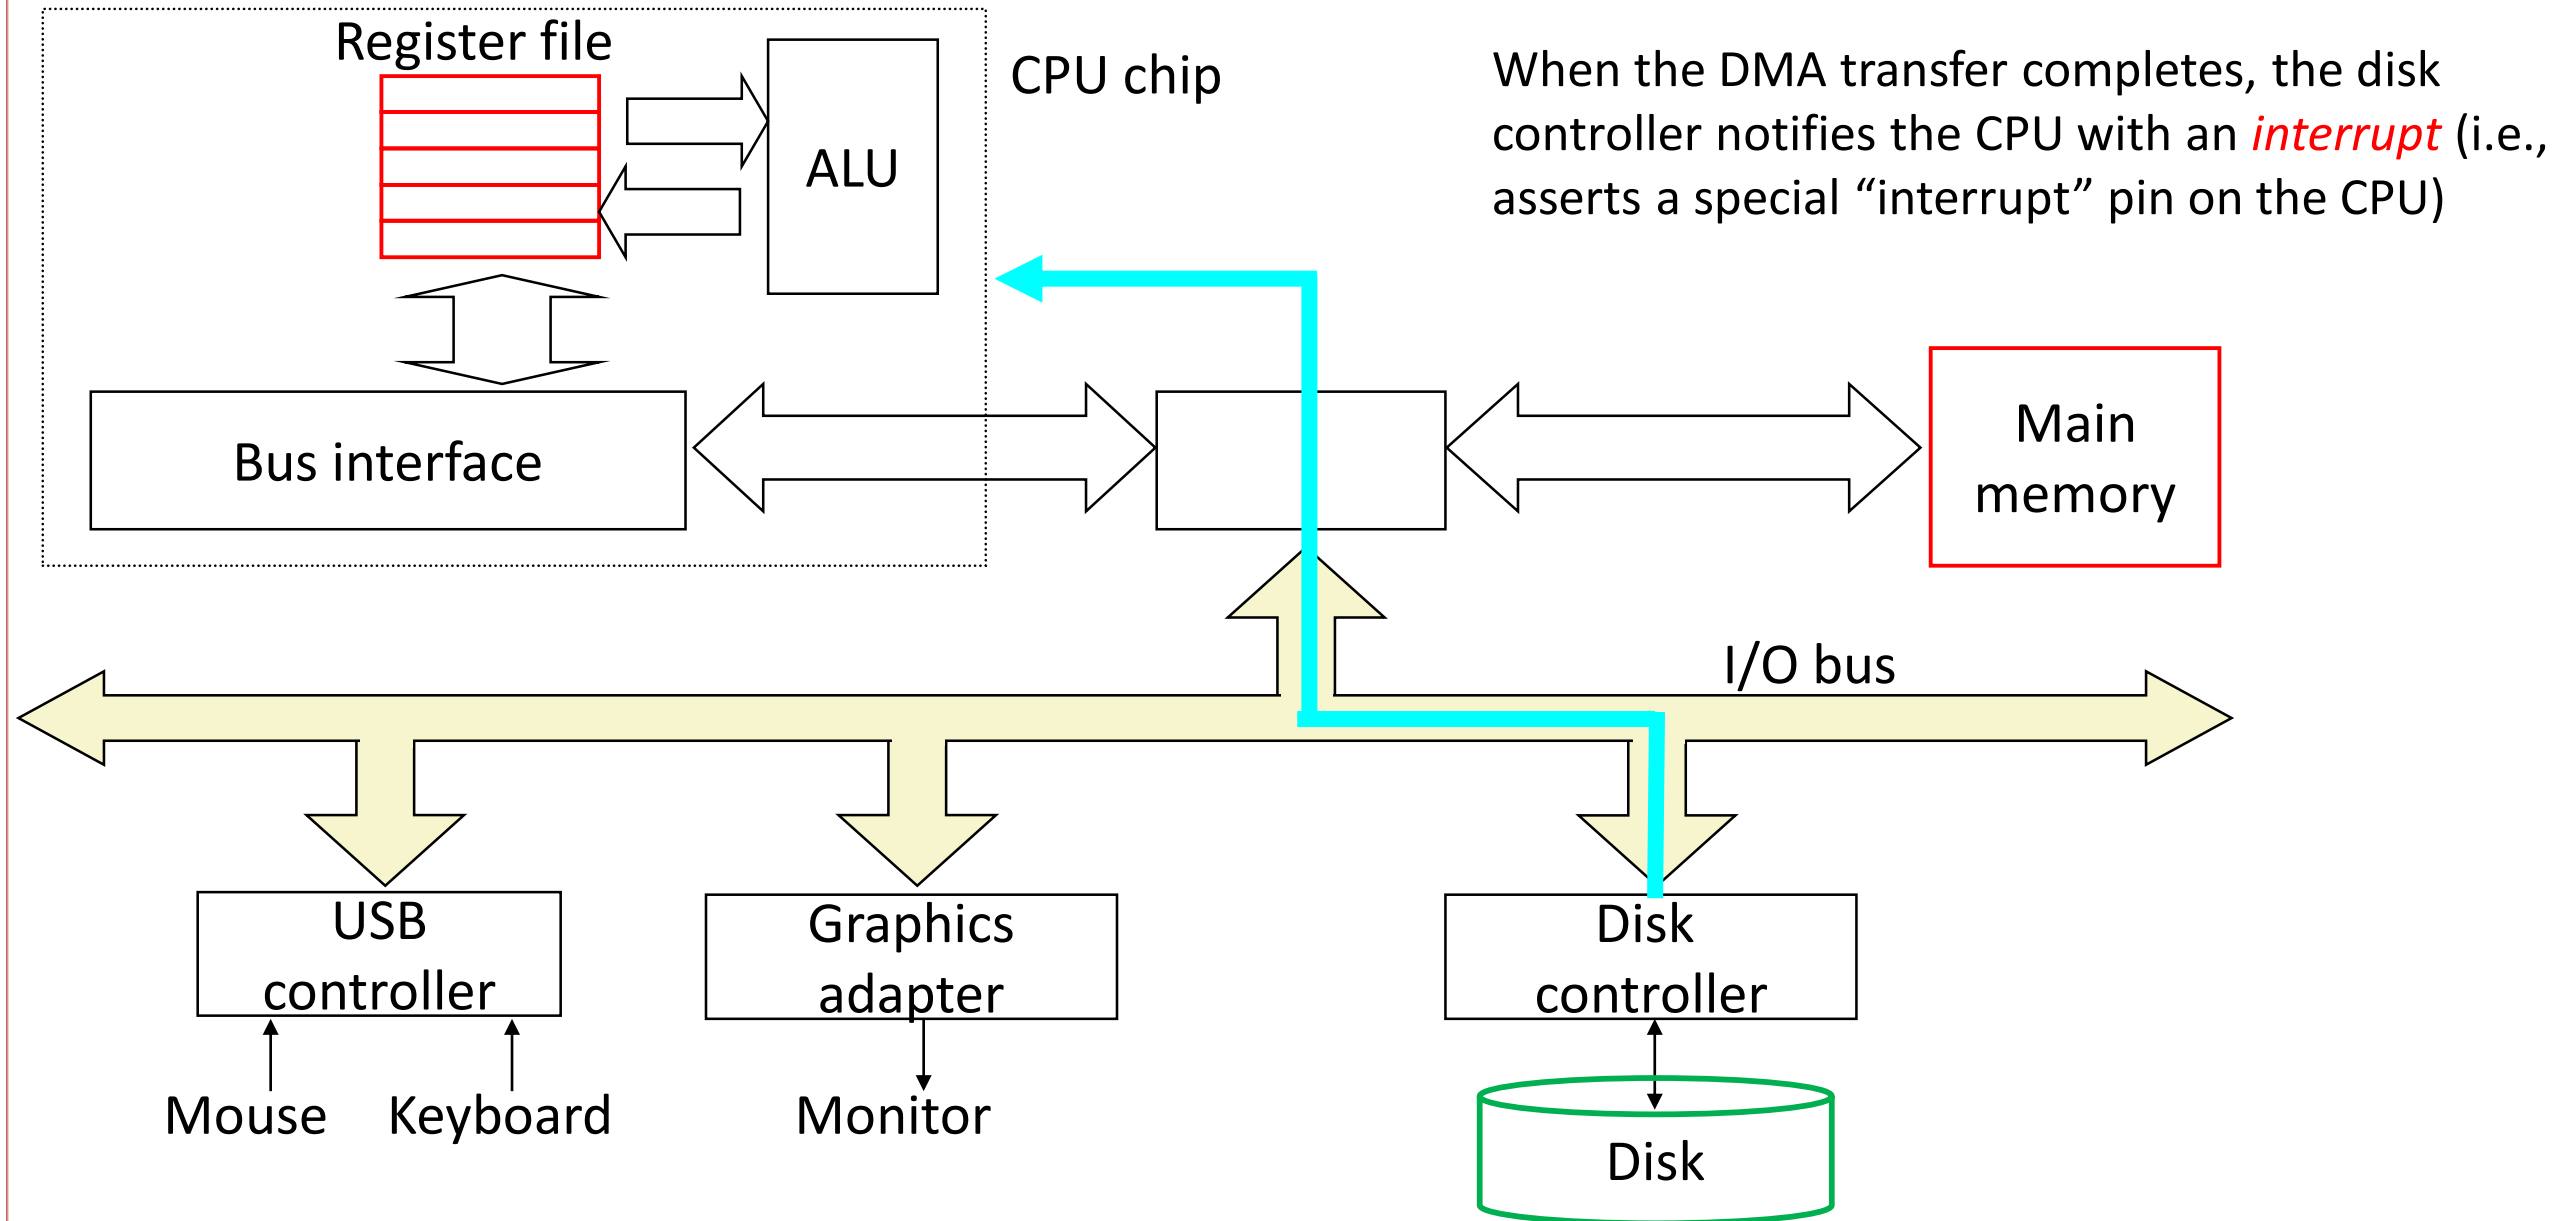 Register file
CPU chip
ALU
When the DMA transfer completes, the disk
controller notifies the CPU with an interrupt (i.e.,
asserts a special “interrupt” pin on the CPU)
Bus interface
Main
memory
I/O bus
USB
controller
Graphics
adapter
Disk
controller
Mouse
Keyboard
Monitor
Disk